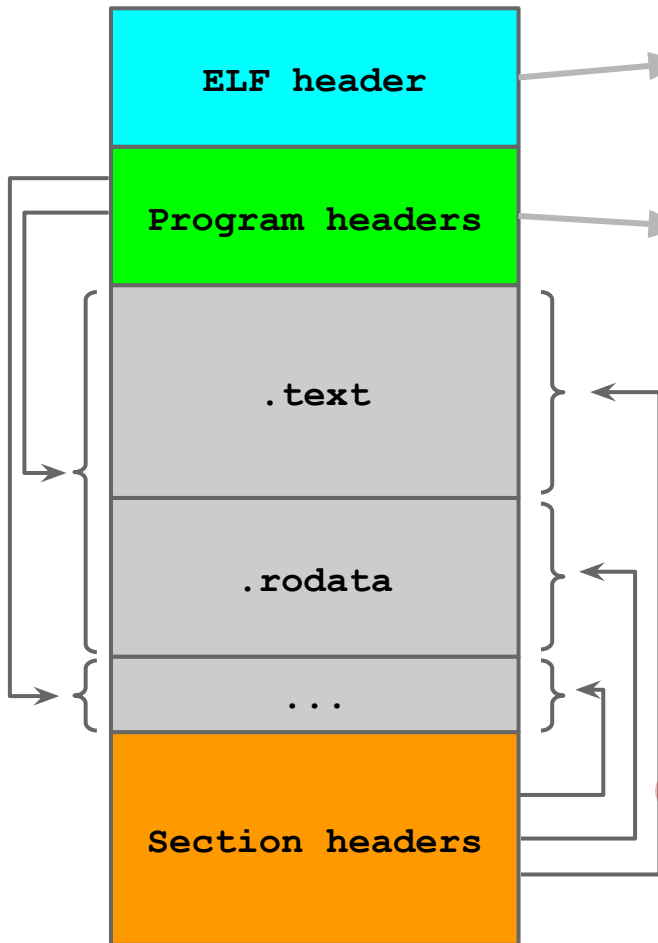 ELF header
Program headers
.text
.rodata
...
Section headers